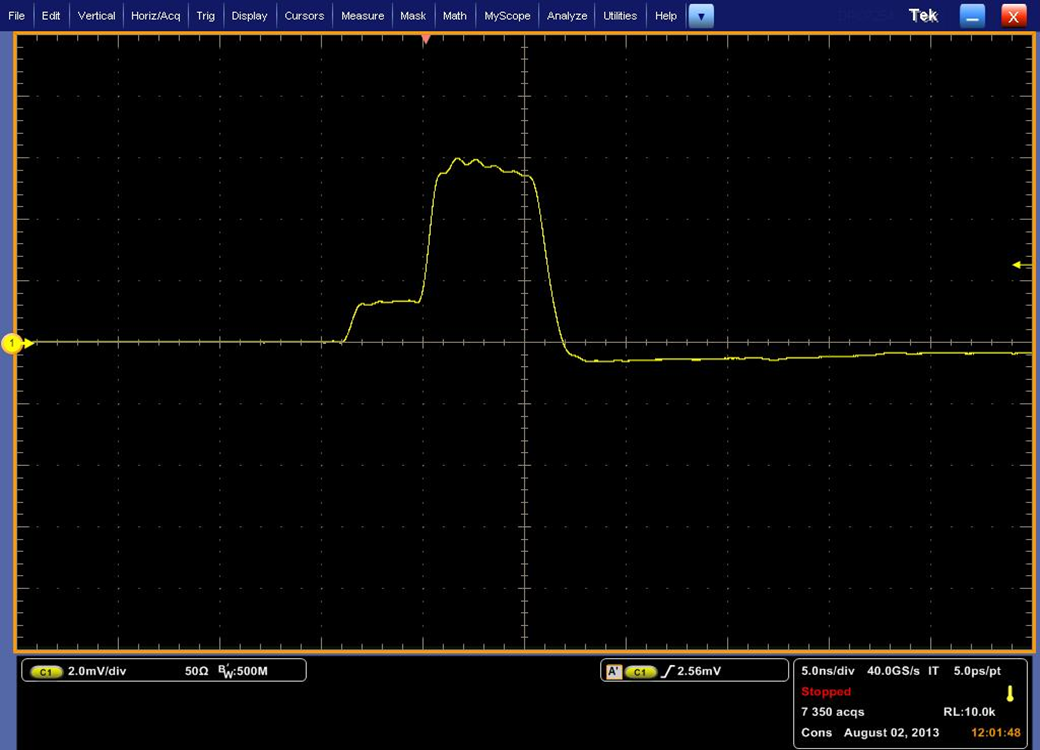 File Edit Vertical Horiz/Acq Trig Display Cursors Measure Mask Math MyScope Analyze Utilities Help Tek X
1
C1 2.0mV/div 50Ω BW:500M
A' C1 2.56mV
5.0ns/div 40.0GS/s IT 5.0ps/pt
Stopped
7 350 acqs RL:10.0k
Cons August 02, 2013 12:01:48